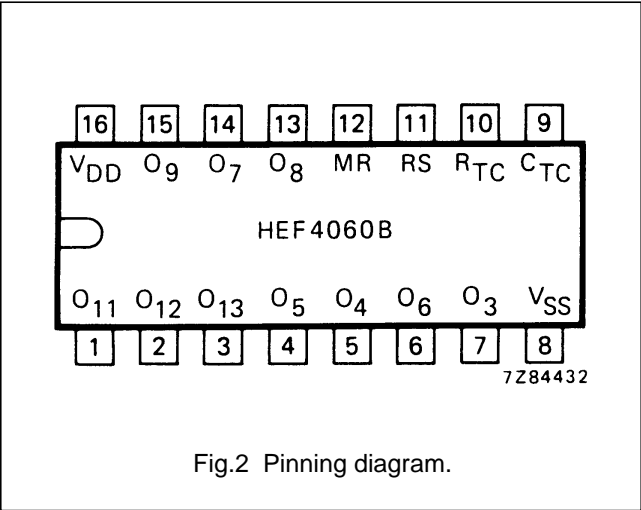 16 15 14 13 12 11 10 9
VDD O9 O7 O8 MR RS RTC CTC
HEF4060B
O11 O12 O13 O5 O4 O6 O3 VSS
1 2 3 4 5 6 7 8
7Z84432
Fig.2 Pinning diagram.